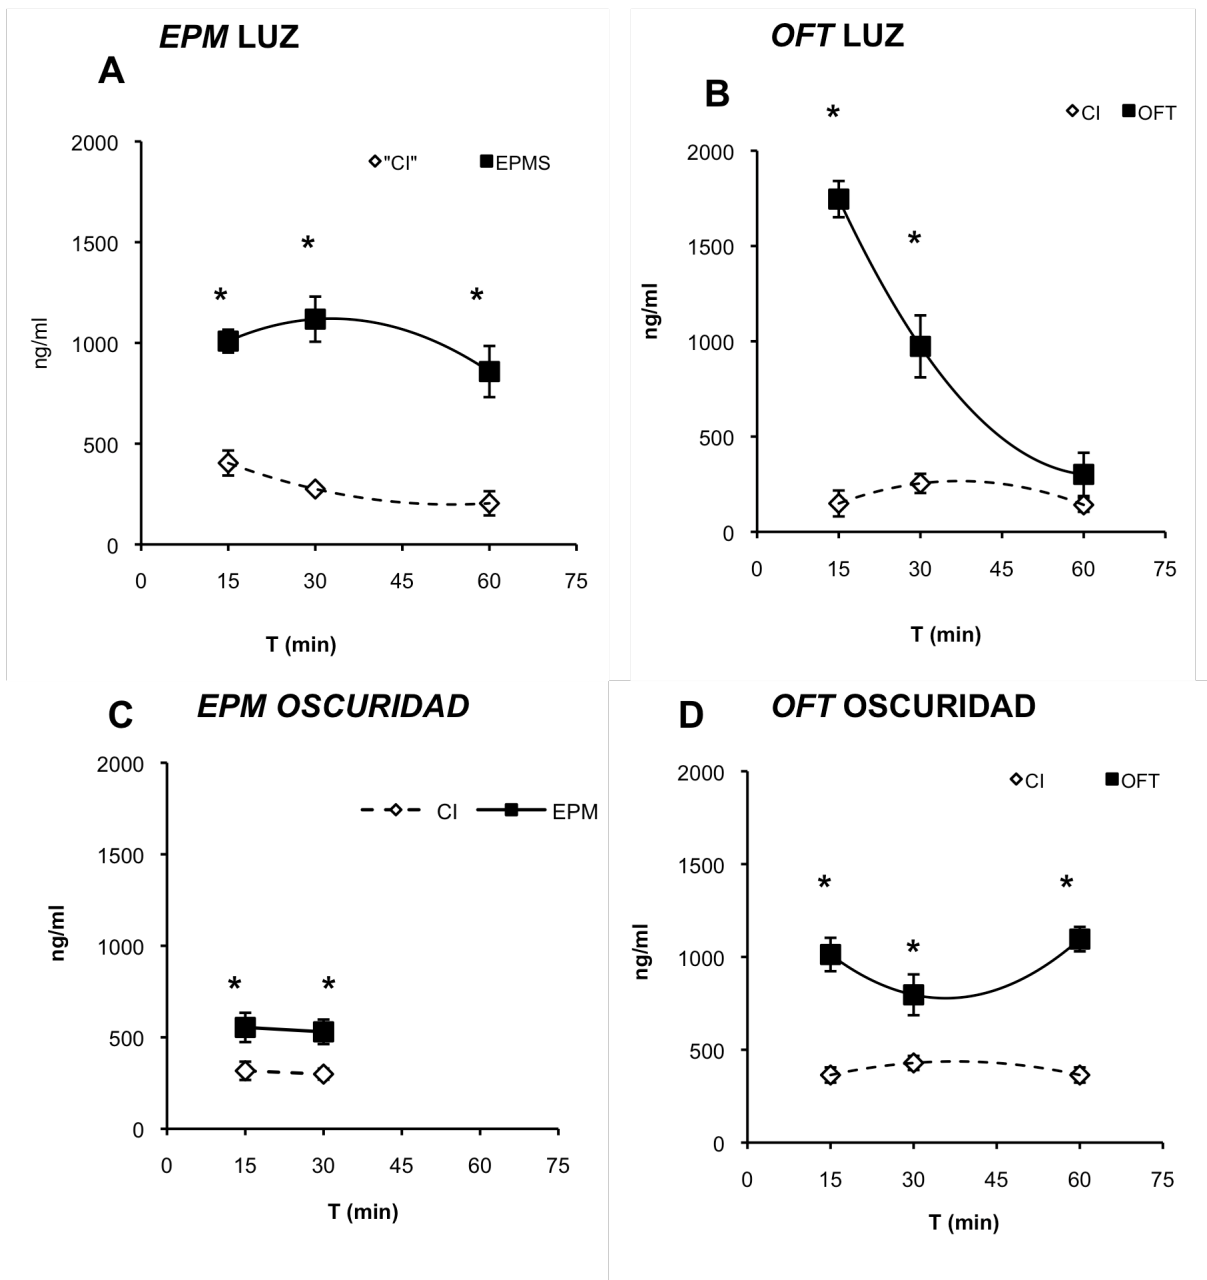 EPM LUZ
A
"CI" EPMS
2000
1500
1000
500
0
ng/ml
* * *
0 15 30 45 60 75
T (min)
OFT LUZ
B
CI OFT
* *
2000
1500
1000
500
0
ng/ml
0 15 30 45 60 75
T (min)
C EPM OSCURIDAD
2000
1500
1000
500
0
CI EPM
ng/ml
* *
0 15 30 45 60 75
T (min)
D OFT OSCURIDAD
2000
1500
1000
500
0
CI OFT
ng/ml
* * *
0 15 30 45 60 75
T (min)